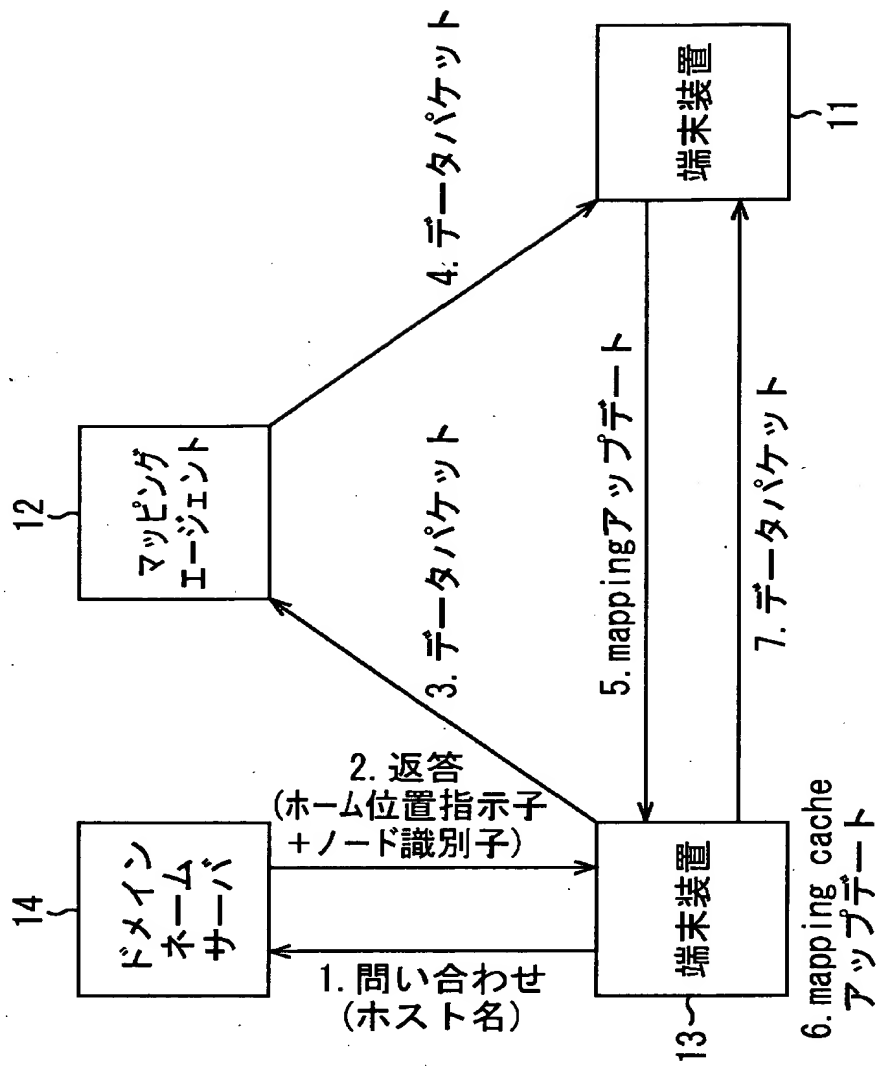 14
ドメイン
ネーム
サーバ
12
マッピング
エージェント
1. 問い合わせ
(ホスト名)
2. 返答
(ホーム位置指示子
+ノード識別子)
3. データパケット
4. データパケット
端末装置
13
端末装置
11
5. mappingアップデート
7. データパケット
6. mapping cache
アップデート